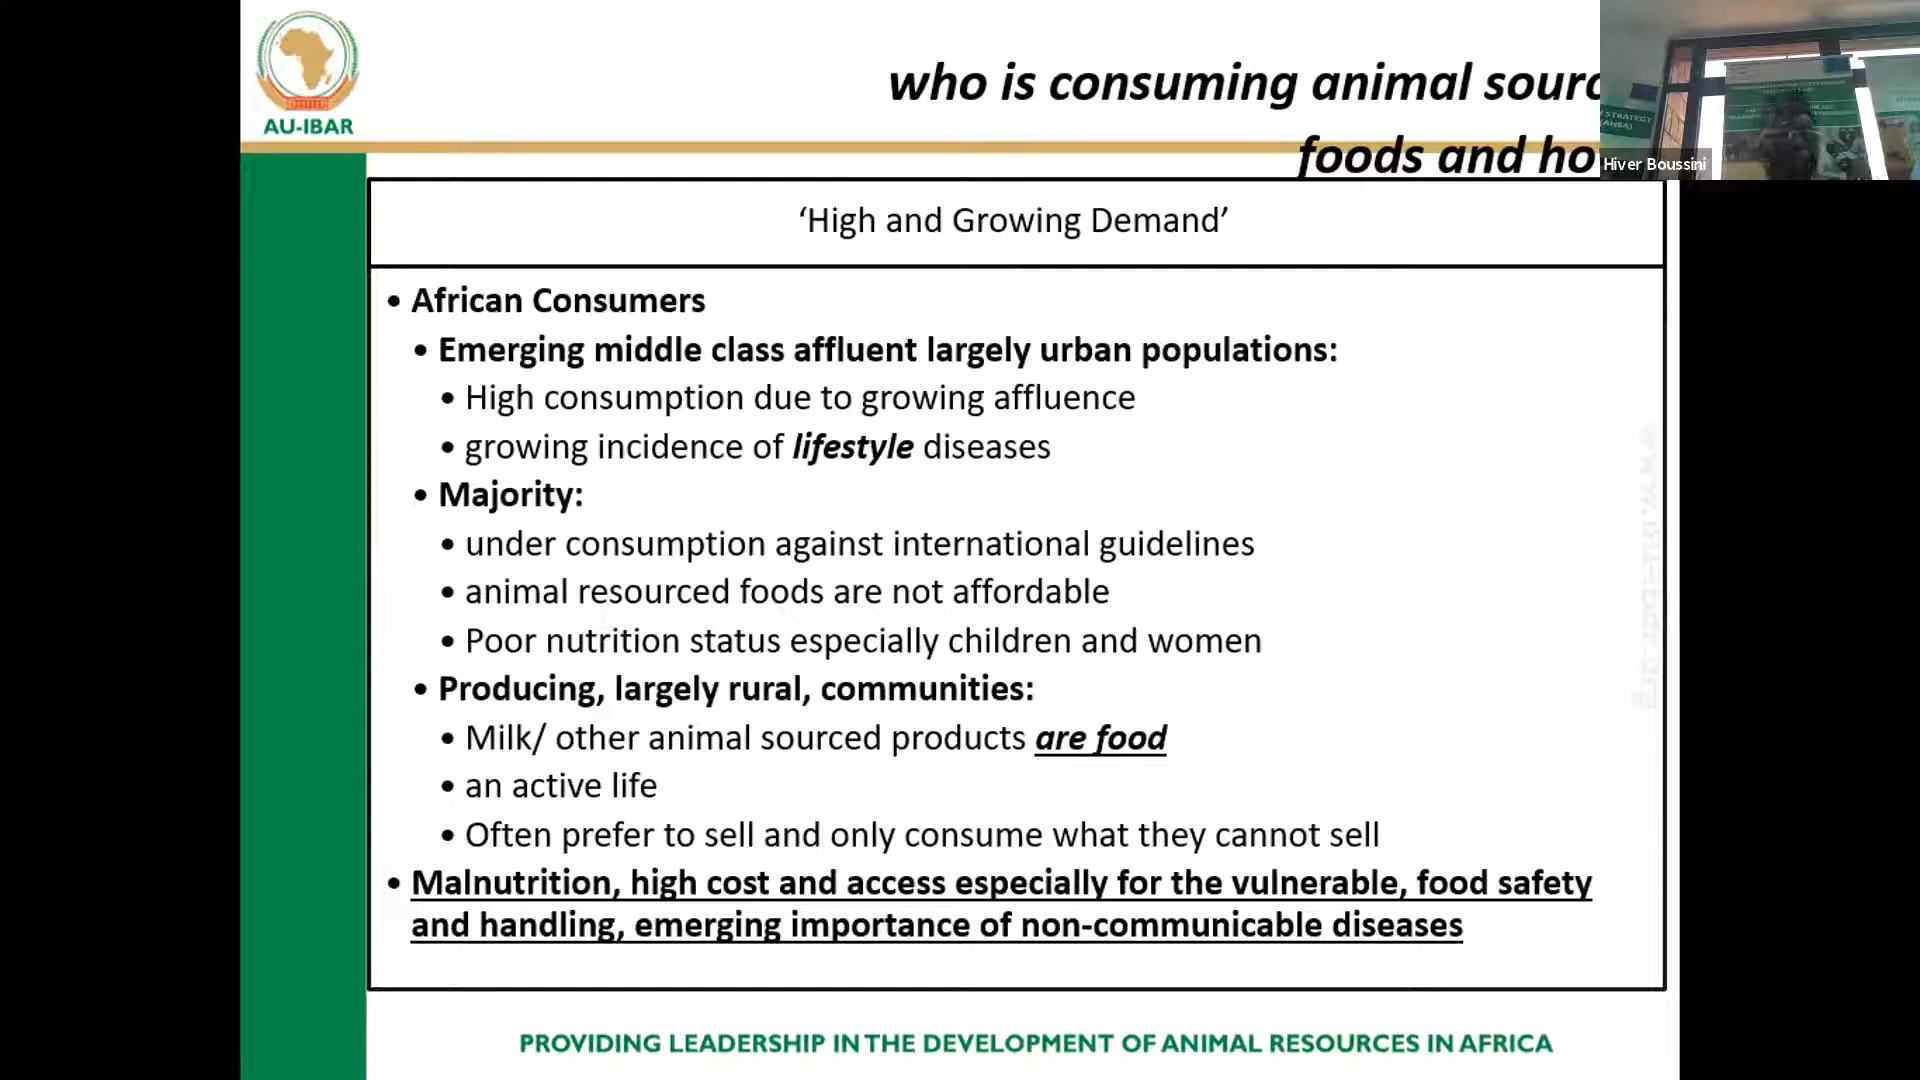 AU-IBAR
who is consuming animal sourc
foods and ho
STRATEGY
(AHSA)
Hiver Boussini
‘High and Growing Demand’
• African Consumers
• Emerging middle class affluent largely urban populations:
• High consumption due to growing affluence
• growing incidence of lifestyle diseases
• Majority:
• under consumption against international guidelines
• animal resourced foods are not affordable
• Poor nutrition status especially children and women
• Producing, largely rural, communities:
• Milk/ other animal sourced products are food
• an active life
• Often prefer to sell and only consume what they cannot sell
• Malnutrition, high cost and access especially for the vulnerable, food safety
and handling, emerging importance of non-communicable diseases
PROVIDING LEADERSHIP IN THE DEVELOPMENT OF ANIMAL RESOURCES IN AFRICA